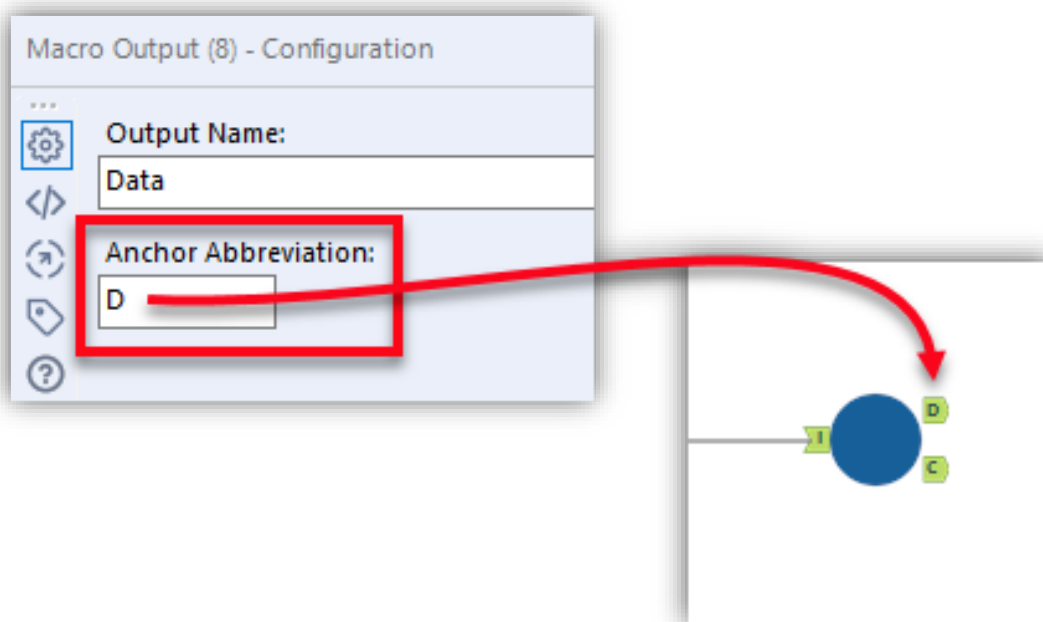 Macro Output (8) - Configuration
Output Name:
Data
Anchor Abbreviation:
D
D
I
C